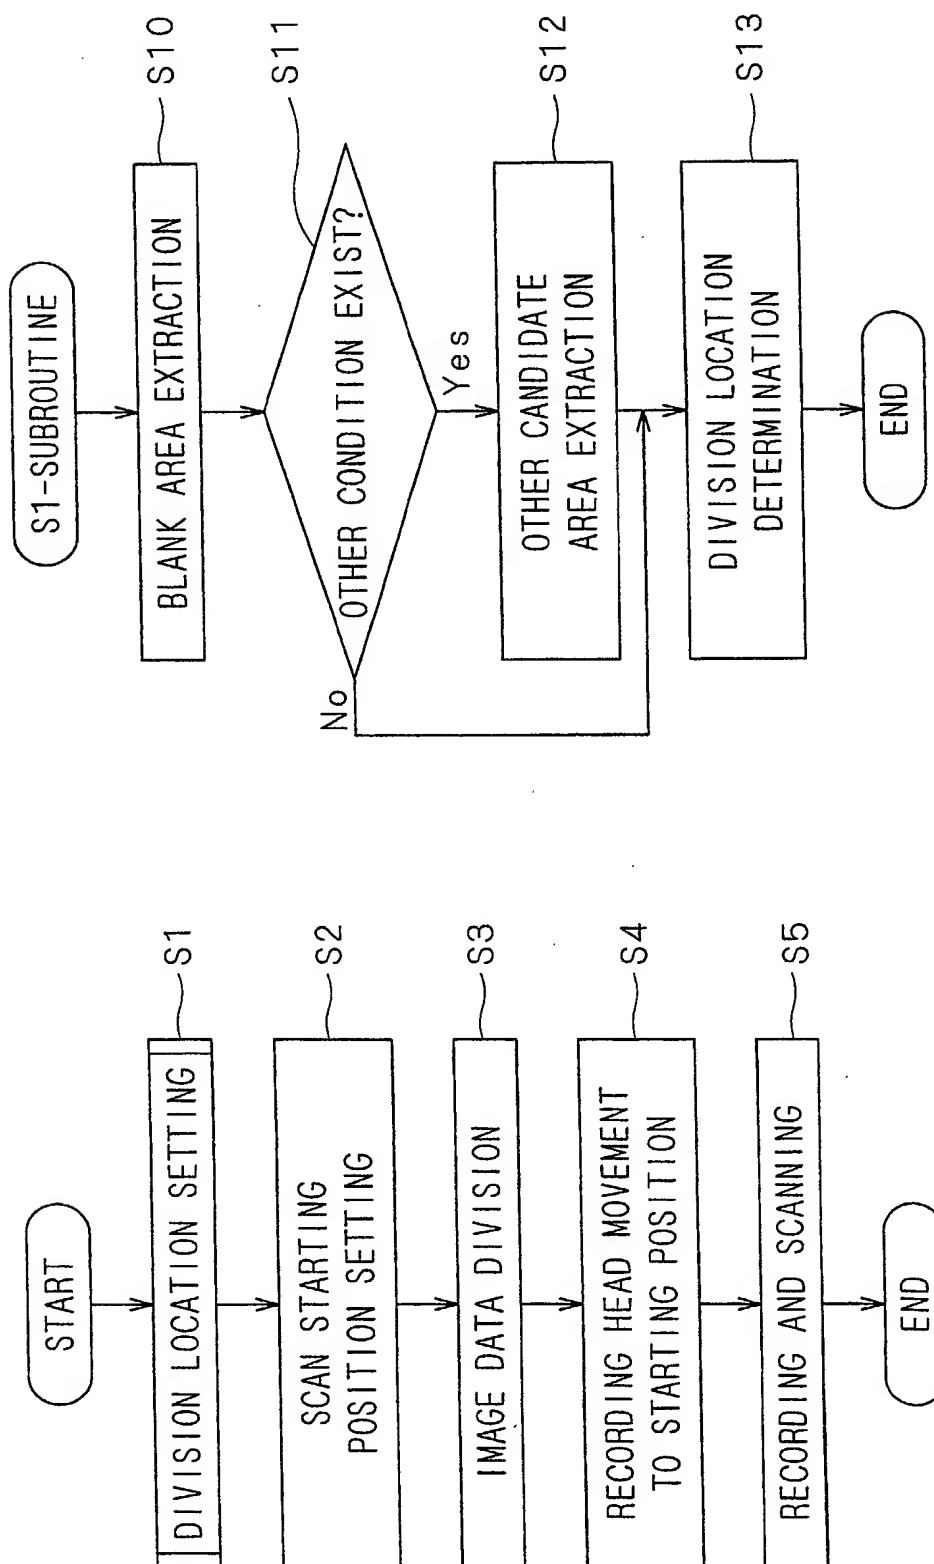 START
DIVISION LOCATION SETTING
S1
SCAN STARTING
POSITION SETTING
S2
IMAGE DATA DIVISION
S3
RECORDING HEAD MOVEMENT
TO STARTING POSITION
S4
RECORDING AND SCANNING
S5
END
S1-SUBROUTINE
BLANK AREA EXTRACTION
S10
OTHER CONDITION EXIST?
S11
No
Yes
OTHER CANDIDATE
AREA EXTRACTION
S12
DIVISION LOCATION
DETERMINATION
S13
END